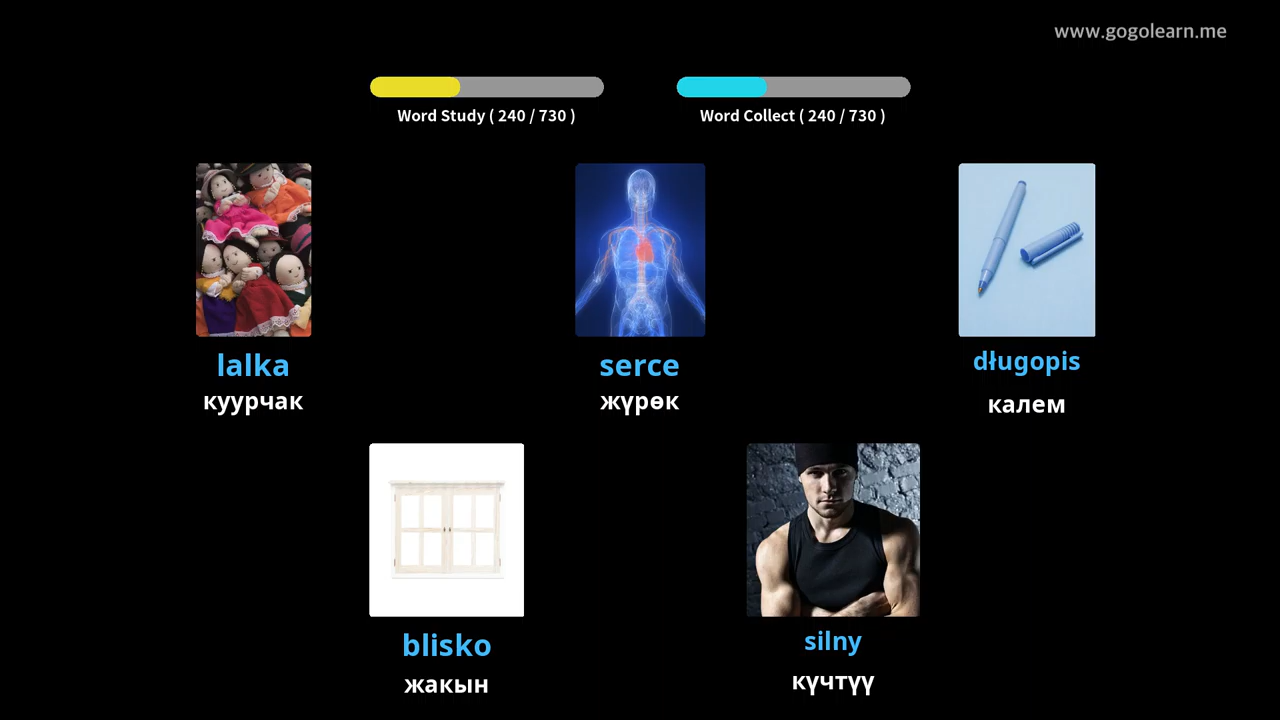 www.gogolearn.me
Word Study ( 240 / 730 )
Word Collect ( 240 / 730 )
lalka
куурчак
serce
жүрөк
długopis
калем
blisko
жакын
silny
күчтүү